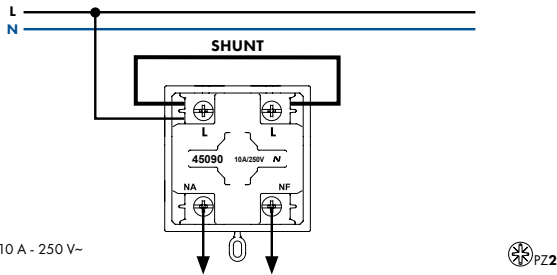 L
N
SHUNT
L L
45090 10A/250V N
NA NF
10 A - 250 V~
PZ2